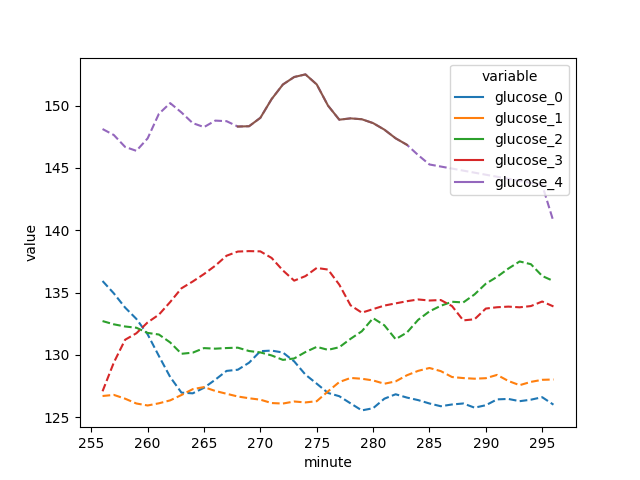 variable
glucose_0
glucose_1
glucose_2
glucose_3
glucose_4
value
150
145
140
135
130
125
255 260 265 270 275 280 285 290 295
minute